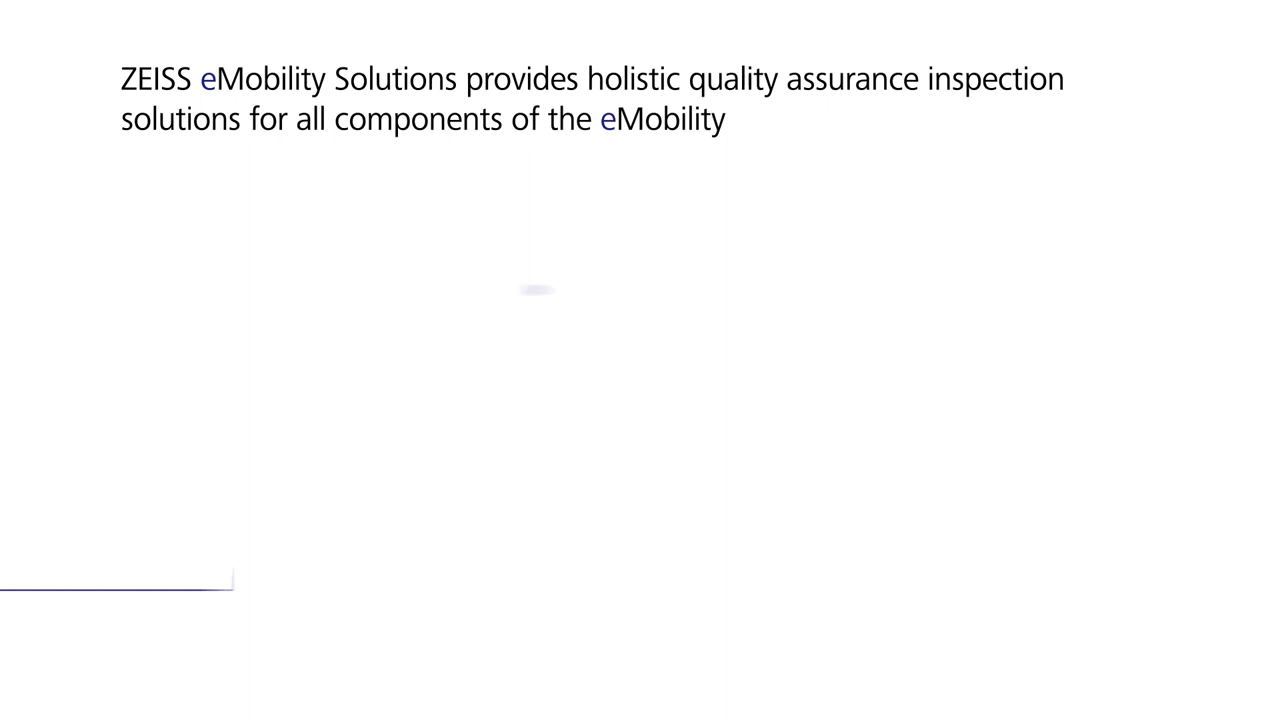 ZEISS eMobility Solutions provides holistic quality assurance inspection
solutions for all components of the eMobility